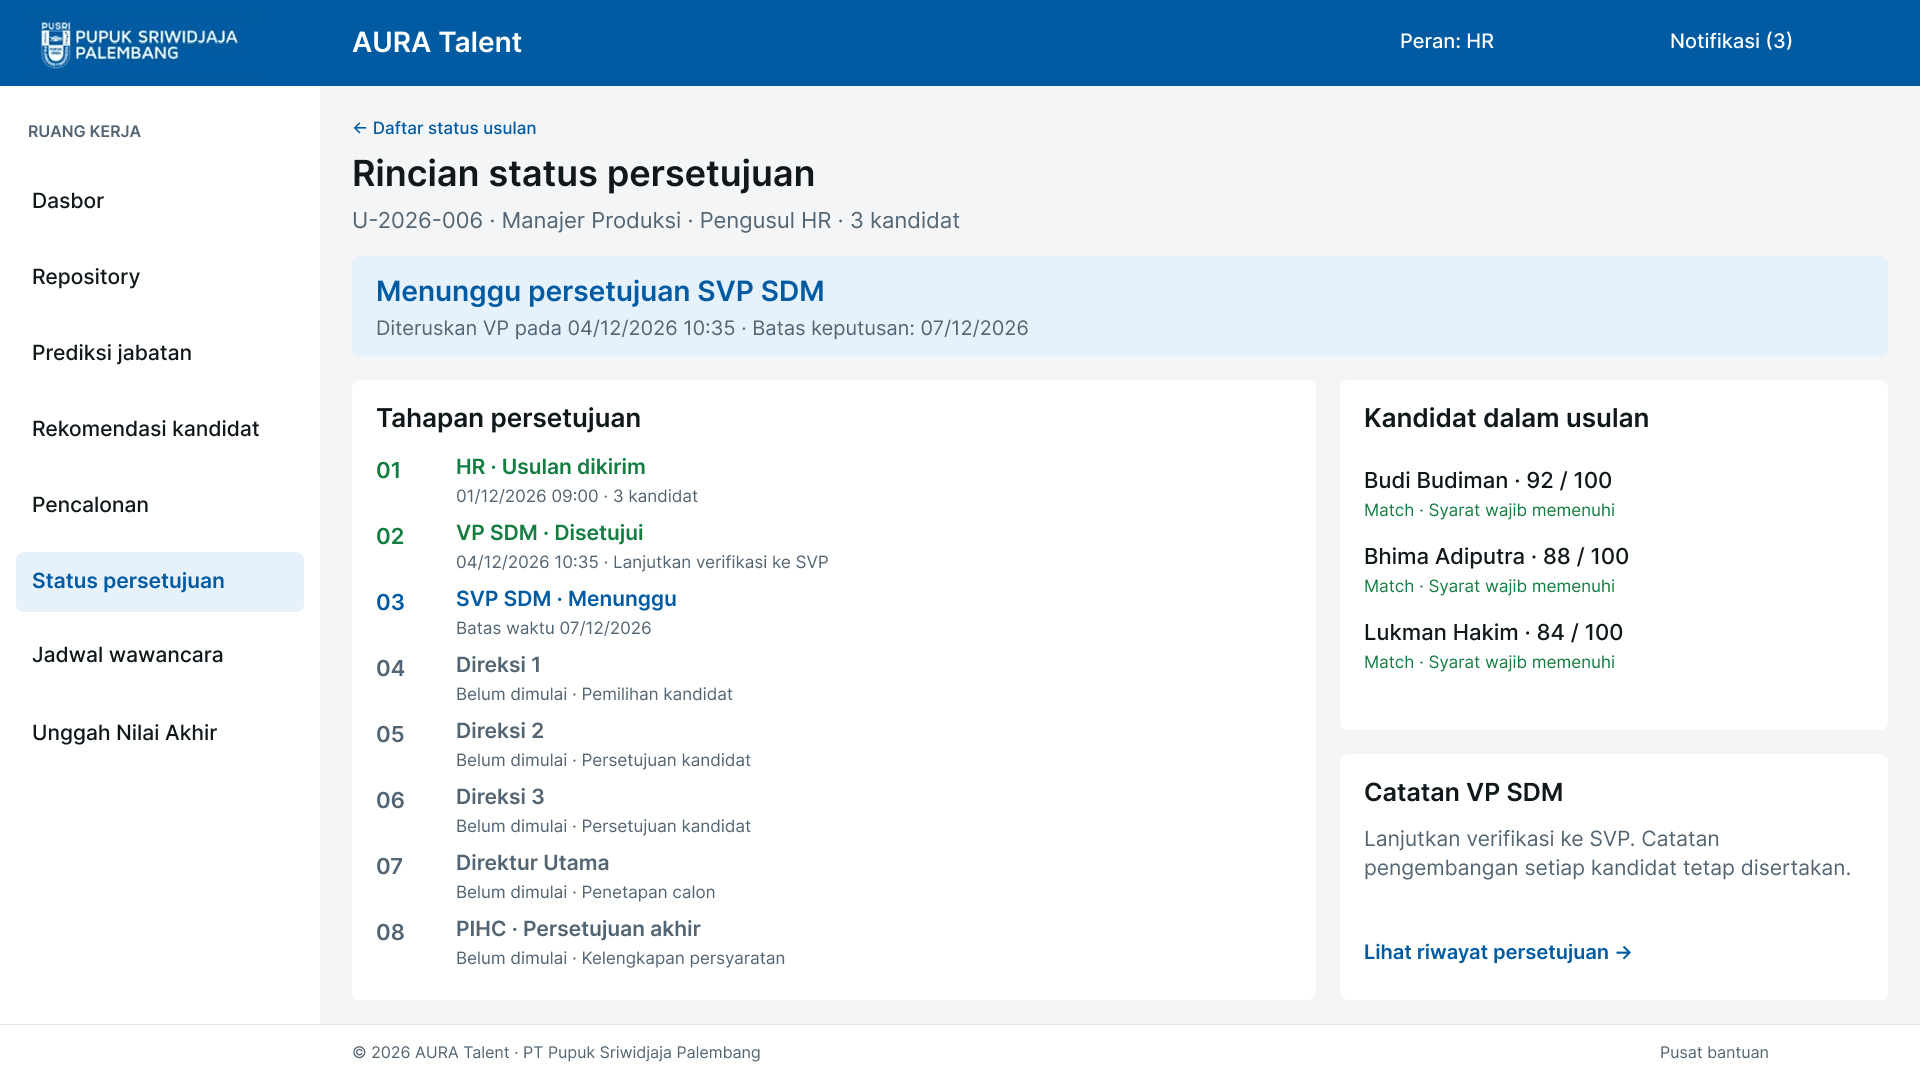 PUSRI
PUPUK SRIWIDJAJA
PALEMBANG
AURA Talent
Peran: HR
Notifikasi (3)
RUANG KERJA
Dasbor
Repository
Prediksi jabatan
Rekomendasi kandidat
Pencalonan
Status persetujuan
Jadwal wawancara
Unggah Nilai Akhir
← Daftar status usulan
Rincian status persetujuan
U-2026-006 · Manajer Produksi · Pengusul HR · 3 kandidat
Menunggu persetujuan SVP SDM
Diteruskan VP pada 04/12/2026 10:35 · Batas keputusan: 07/12/2026
Tahapan persetujuan
01 HR · Usulan dikirim
01/12/2026 09:00 · 3 kandidat
02 VP SDM · Disetujui
04/12/2026 10:35 · Lanjutkan verifikasi ke SVP
03 SVP SDM · Menunggu
Batas waktu 07/12/2026
04 Direksi 1
Belum dimulai · Pemilihan kandidat
05 Direksi 2
Belum dimulai · Persetujuan kandidat
06 Direksi 3
Belum dimulai · Persetujuan kandidat
07 Direktur Utama
Belum dimulai · Penetapan calon
08 PIHC · Persetujuan akhir
Belum dimulai · Kelengkapan persyaratan
Kandidat dalam usulan
Budi Budiman · 92 / 100
Match · Syarat wajib memenuhi
Bhima Adiputra · 88 / 100
Match · Syarat wajib memenuhi
Lukman Hakim · 84 / 100
Match · Syarat wajib memenuhi
Catatan VP SDM
Lanjutkan verifikasi ke SVP. Catatan
pengembangan setiap kandidat tetap disertakan.
Lihat riwayat persetujuan →
© 2026 AURA Talent · PT Pupuk Sriwidjaja Palembang
Pusat bantuan